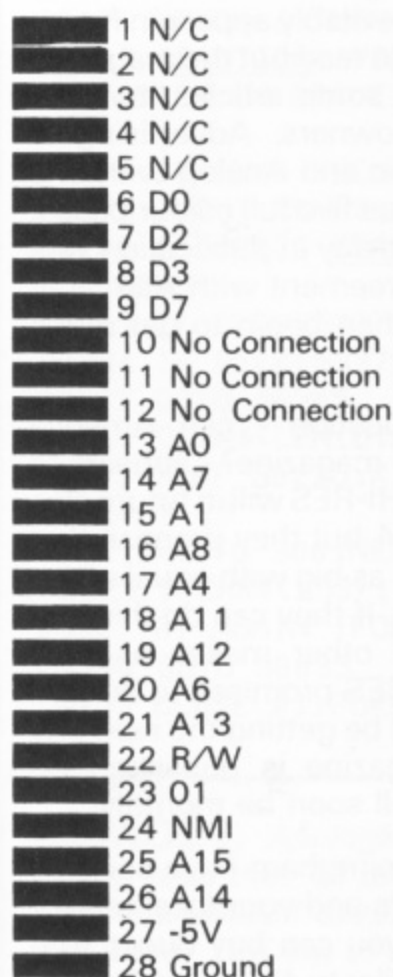 1 N/C
2 N/C
3 N/C
4 N/C
5 N/C
6 D0
7 D2
8 D3
9 D7
10 No Connection
11 No Connection
12 No Connection
13 A0
14 A7
15 A1
16 A8
17 A4
18 A11
19 A12
20 A6
21 A13
22 R/W
23 01
24 NMI
25 A15
26 A14
27 -5V
28 Ground